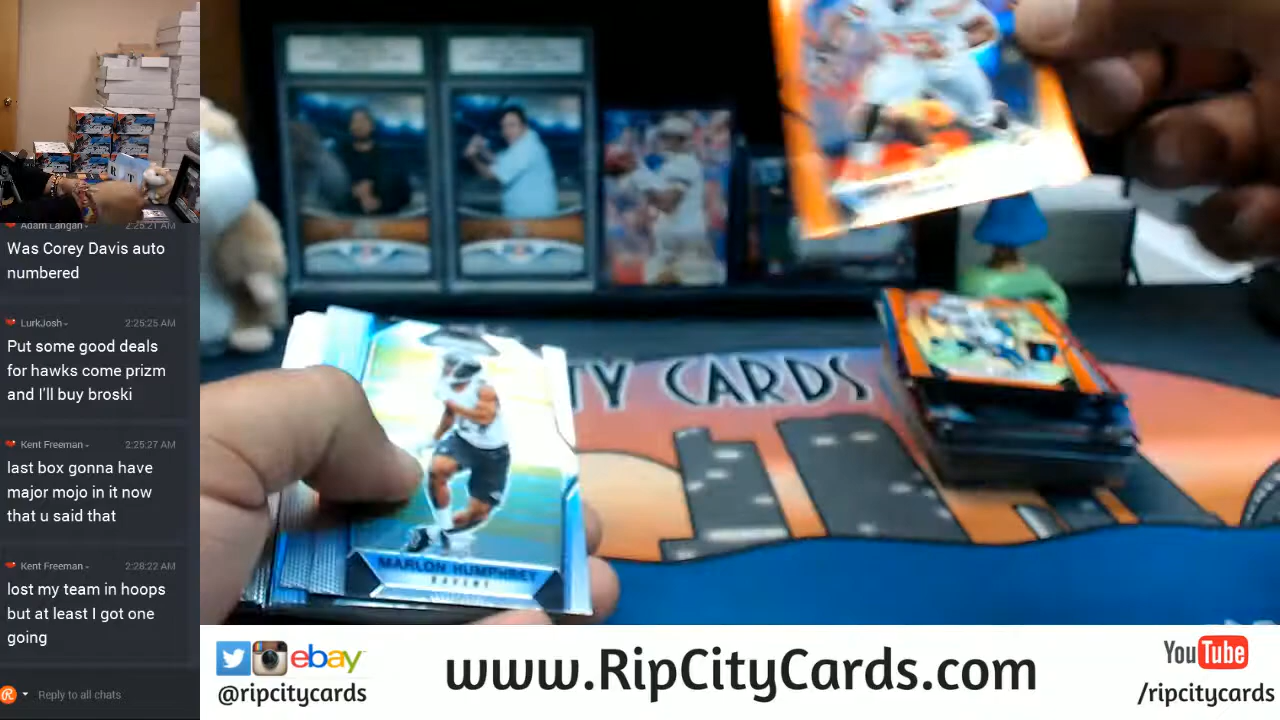 Adam Langan
2:25:21 AM
Was Corey Davis auto
numbered
LurkJosh
2:25:25 AM
Put some good deals
for hawks come prizm
and I'll buy broski
Kent Freeman
2:25:27 AM
last box gonna have
major mojo in it now
that u said that
Kent Freeman
2:28:22 AM
lost my team in hoops
but at least I got one
going
Reply to all chats
TY CARDS
MARLON HUMPHREY
RAVENS
ebay
@ripcitycards
www.RipCityCards.com
YouTube
/ripcitycards